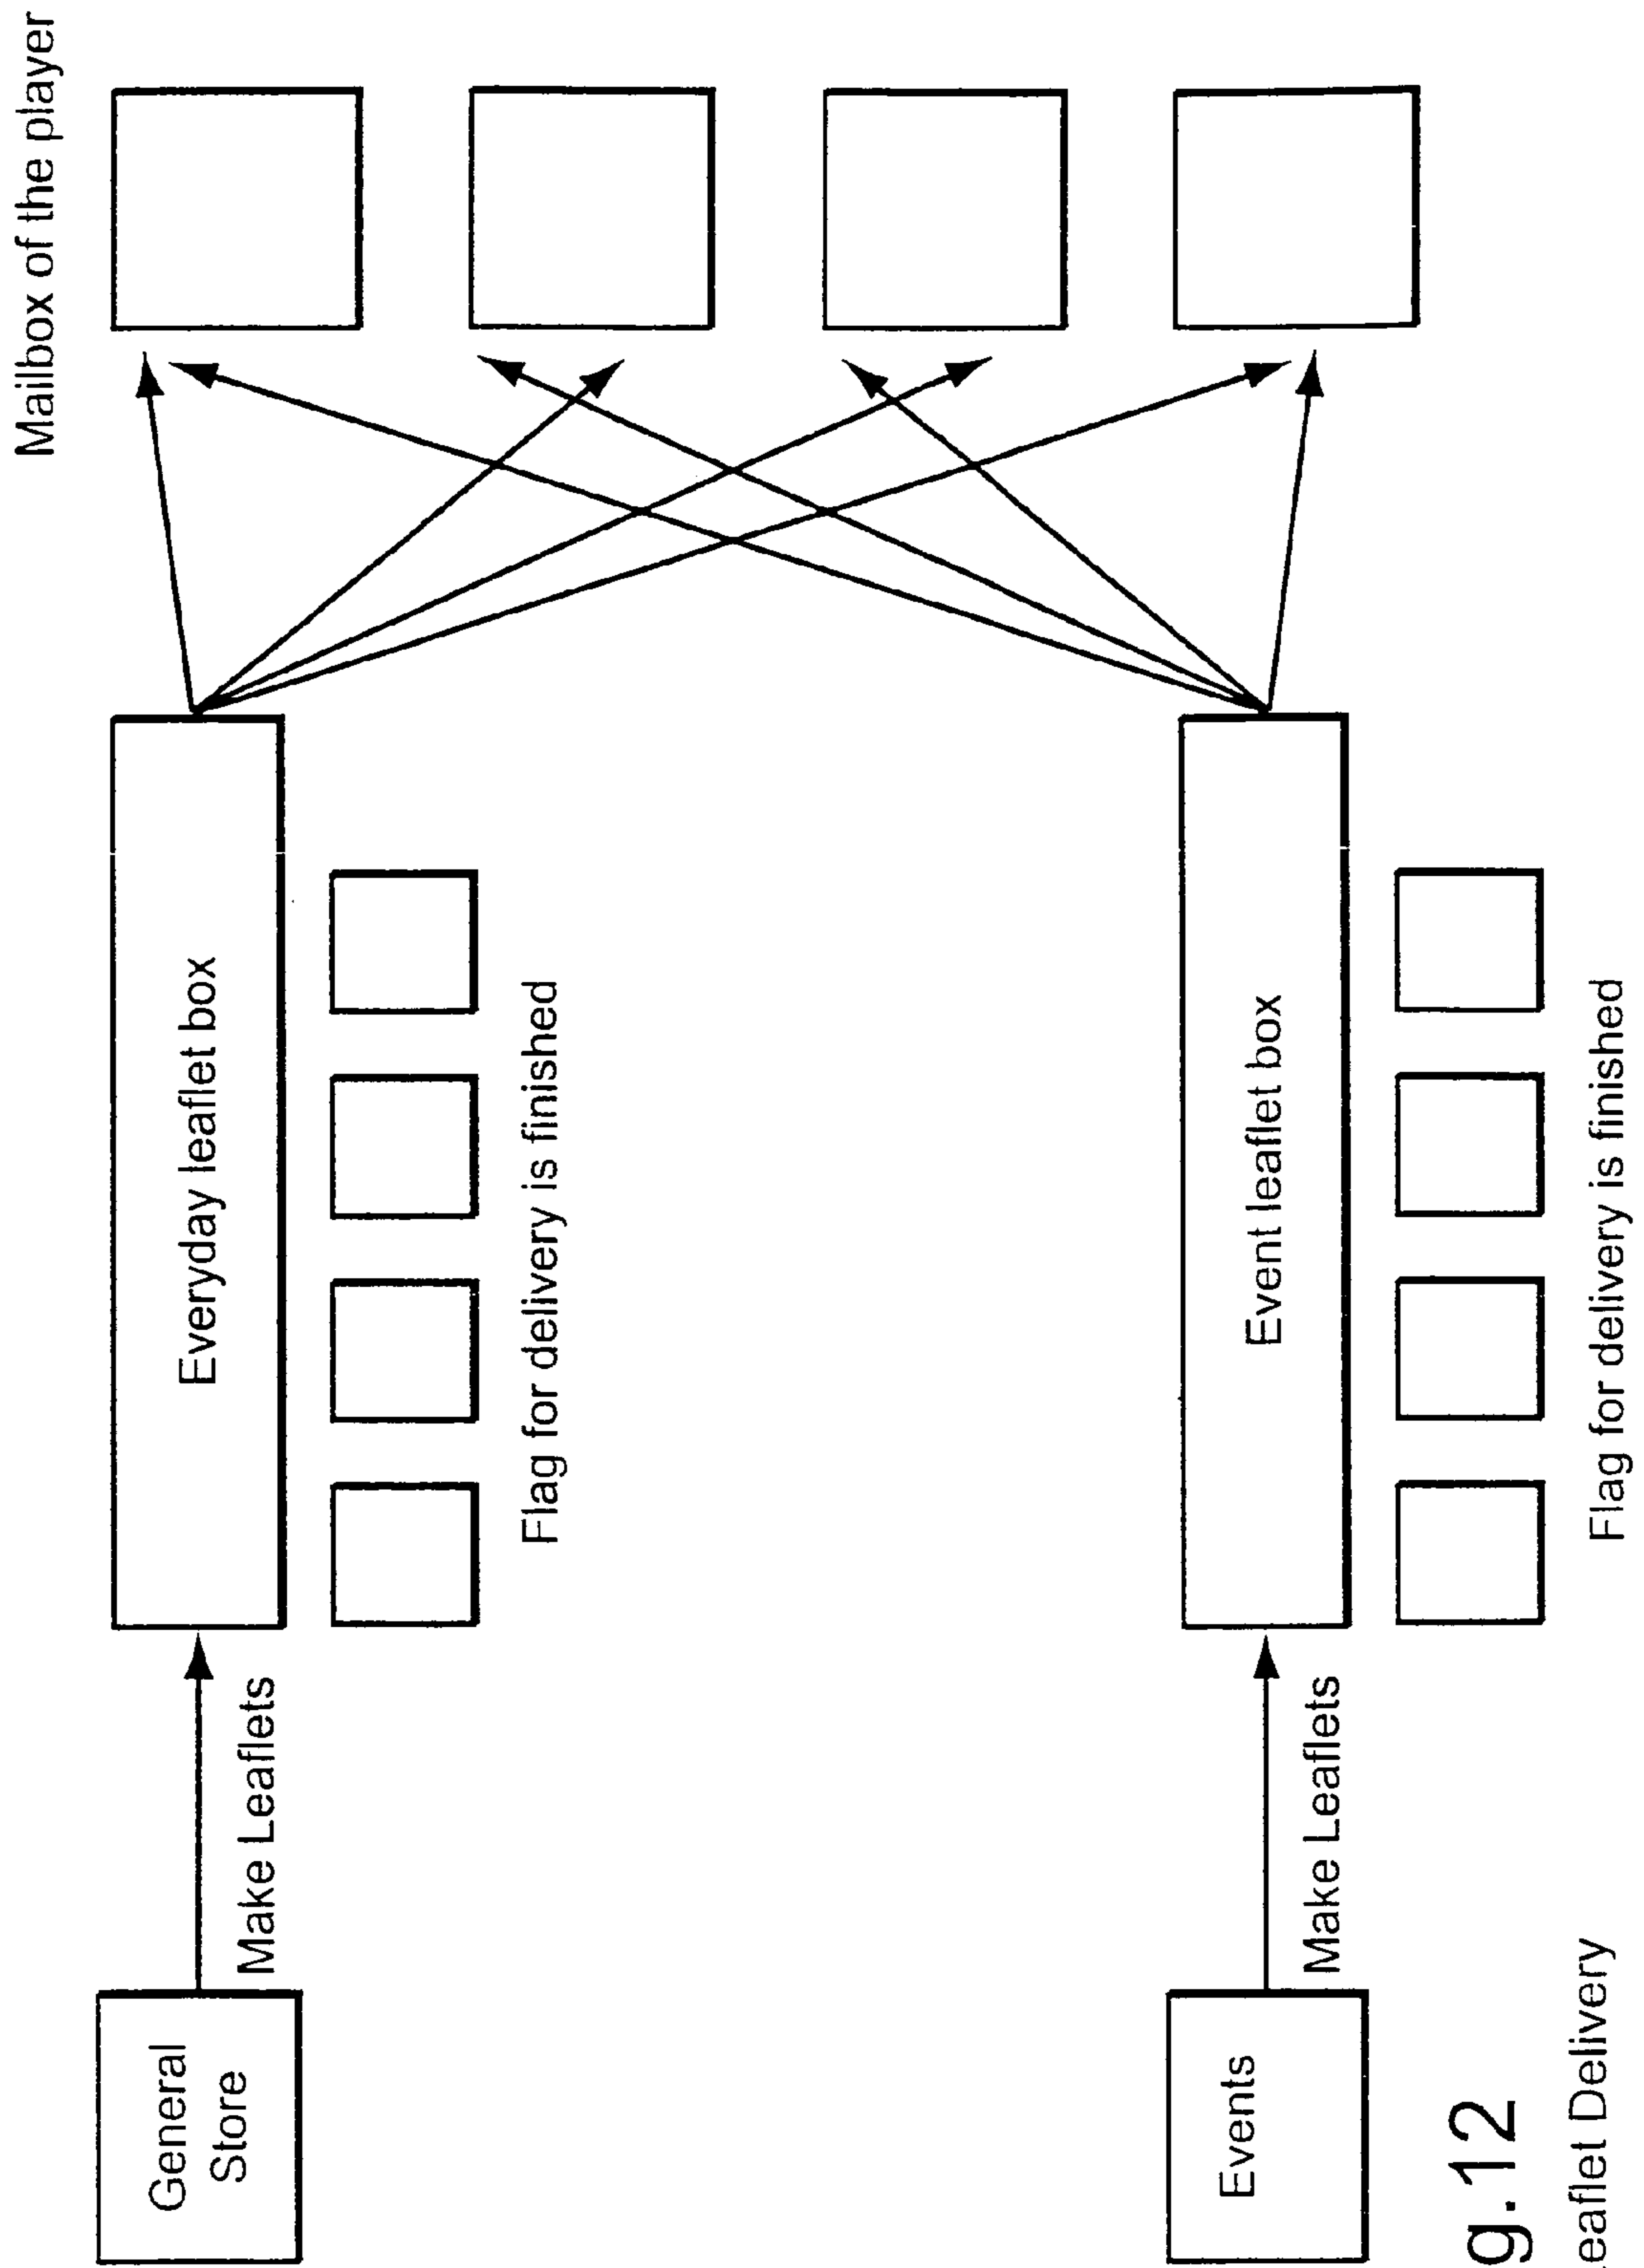 Mailbox of the player
General
Store
Make Leaflets
Everyday leaflet box
Flag for delivery is finished
Events
Make Leaflets
Event leaflet box
Flag for delivery is finished
g.12
eaflet Delivery